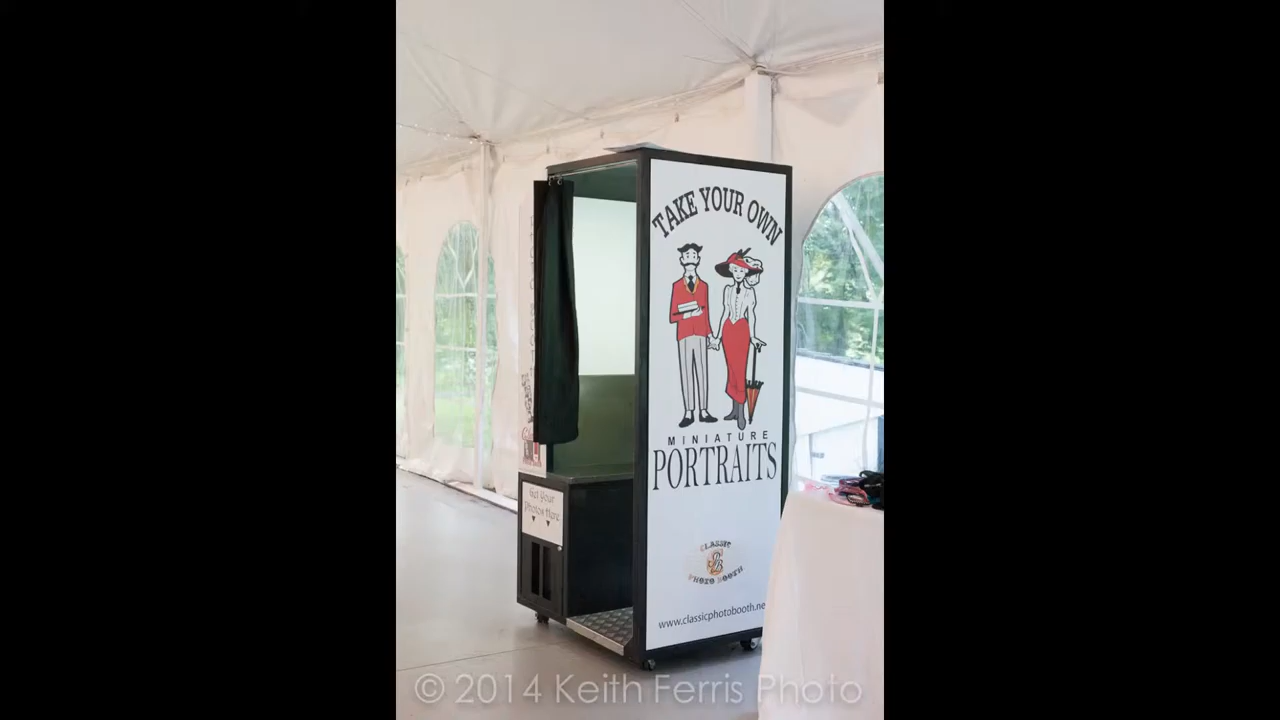 TAKE YOUR OWN
MINIATURE
PORTRAITS
CLASSIC
PHOTO BOOTH
www.classicphotobooth.ne
Get Your
Photos Here
© 2014 Keith Ferris Photo